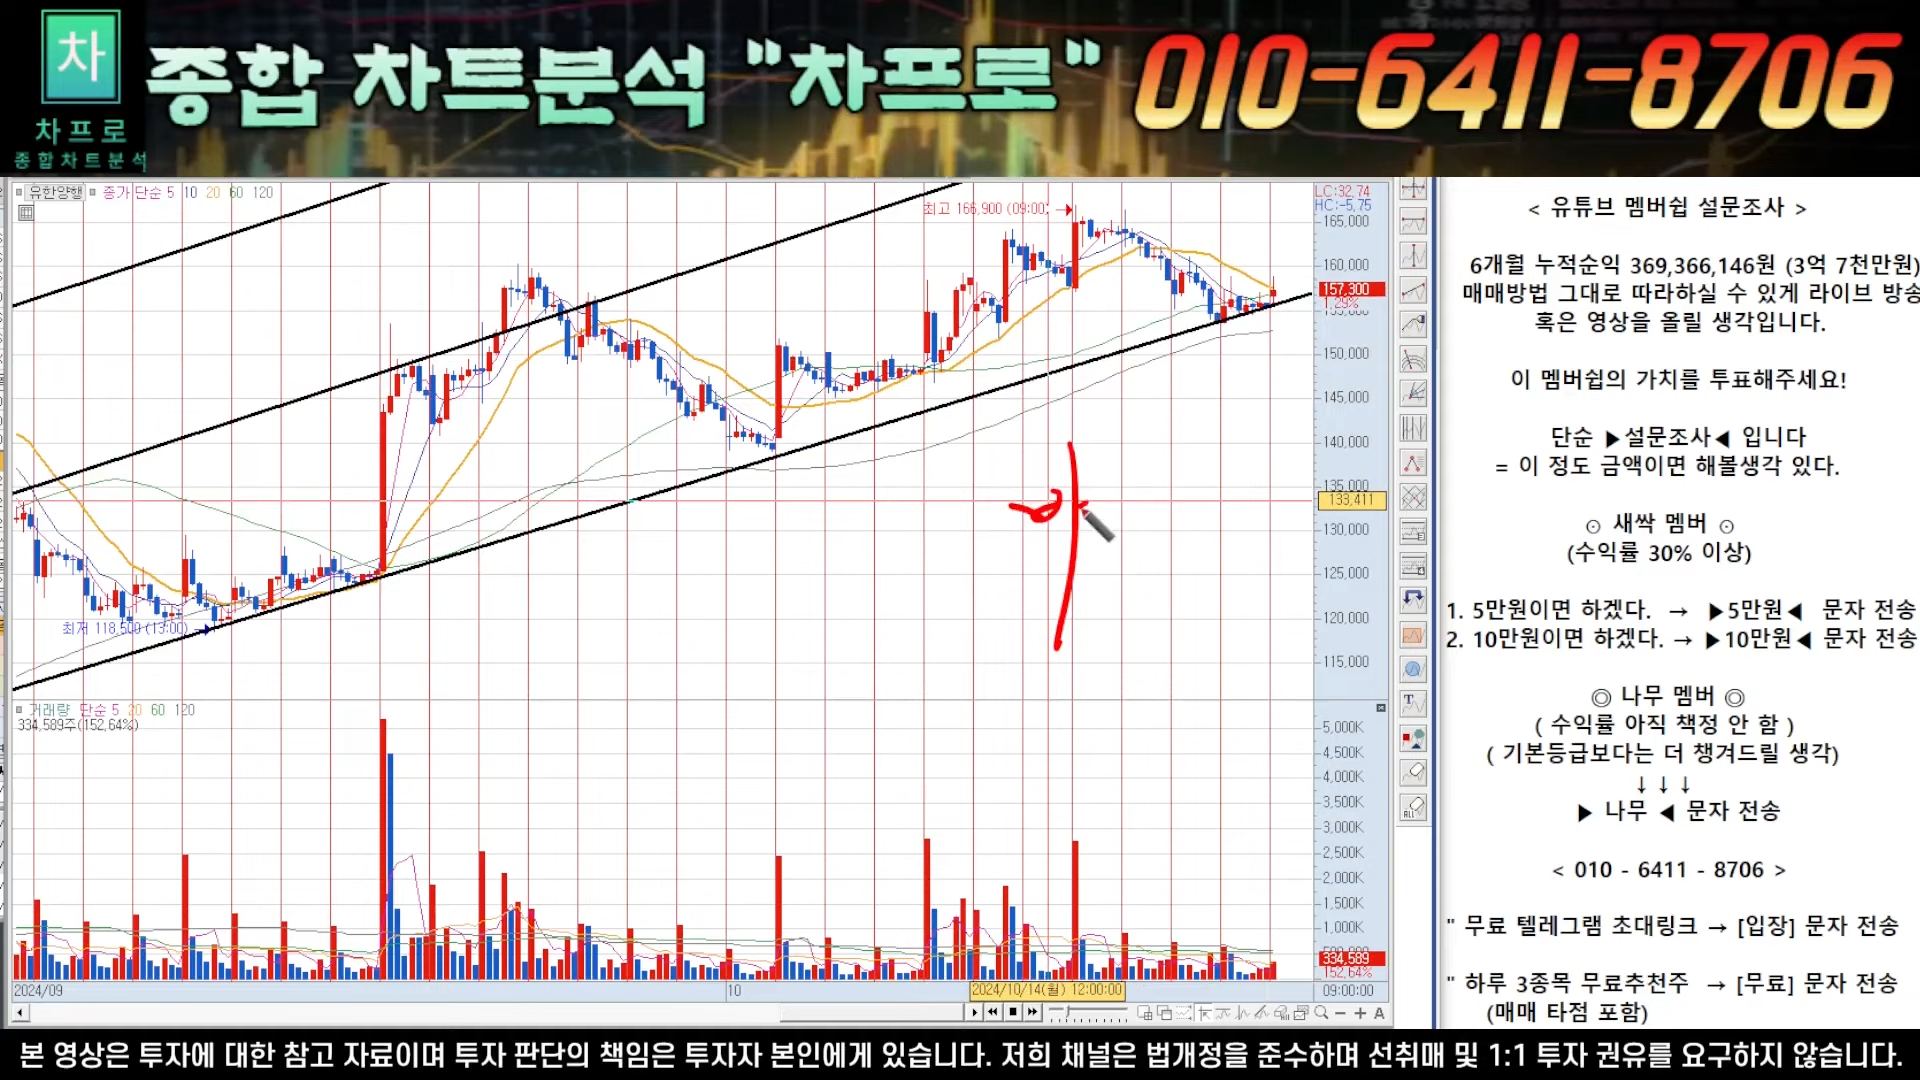 차
차프로
종합차트분석
종합 차트분석 "차프로" 010-6411-8706
유한양행 종가 단순 5 10 20 60 120
최고 166,900 (09:00)
최저 118,500 (13:00)
LC:32,74
HC:-5,75
165,000
160,000
157,300
1,29%
155,000
150,000
145,000
140,000
135,000
133,411
130,000
125,000
120,000
115,000
거래량 단순 5 20 60 120
334,589주(152,64%)
5,000K
4,500K
4,000K
3,500K
3,000K
2,500K
2,000K
1,500K
1,000K
334,589
152,64%
2024/09
10
2024/10/14(월) 12:00:00
09:00:00
A
T
ALL
< 유튜브 멤버쉽 설문조사 >
6개월 누적순익 369,366,146원 (3억 7천만원)
매매방법 그대로 따라하실 수 있게 라이브 방송
혹은 영상을 올릴 생각입니다.
이 멤버쉽의 가치를 투표해주세요!
단순 ▶설문조사◀ 입니다
= 이 정도 금액이면 해볼생각 있다.
⊙ 새싹 멤버 ⊙
(수익률 30% 이상)
1. 5만원이면 하겠다. → ▶5만원◀ 문자 전송
2. 10만원이면 하겠다. → ▶10만원◀ 문자 전송
◎ 나무 멤버 ◎
( 수익률 아직 책정 안 함 )
( 기본등급보다는 더 챙겨드릴 생각)
↓ ↓ ↓
▶ 나무 ◀ 문자 전송
< 010 - 6411 - 8706 >
" 무료 텔레그램 초대링크 → [입장] 문자 전송
" 하루 3종목 무료추천주 → [무료] 문자 전송
(매매 타점 포함)
본 영상은 투자에 대한 참고 자료이며 투자 판단의 책임은 투자자 본인에게 있습니다. 저희 채널은 법개정을 준수하며 선취매 및 1:1 투자 권유를 요구하지 않습니다.